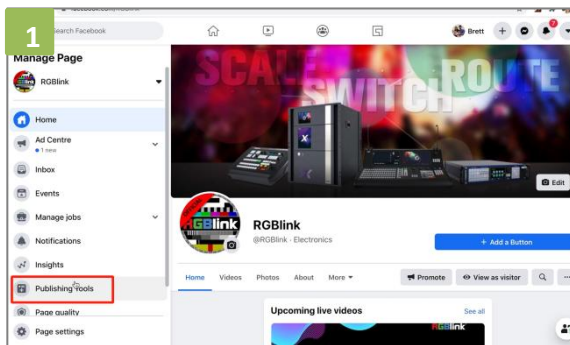 1
Search Facebook
Brett
Manage Page
RGBlink
Home
Ad Centre
1 new
Inbox
Events
Manage jobs
Notifications
Insights
Publishing Tools
Page quality
Page settings
SCALE SWITCH ROUTE
Edit
RGBlink
RGBlink
@RGBlink · Electronics
+ Add a Button
Home Videos Photos About More
Promote View as visitor
Upcoming live videos See all
RGBlink